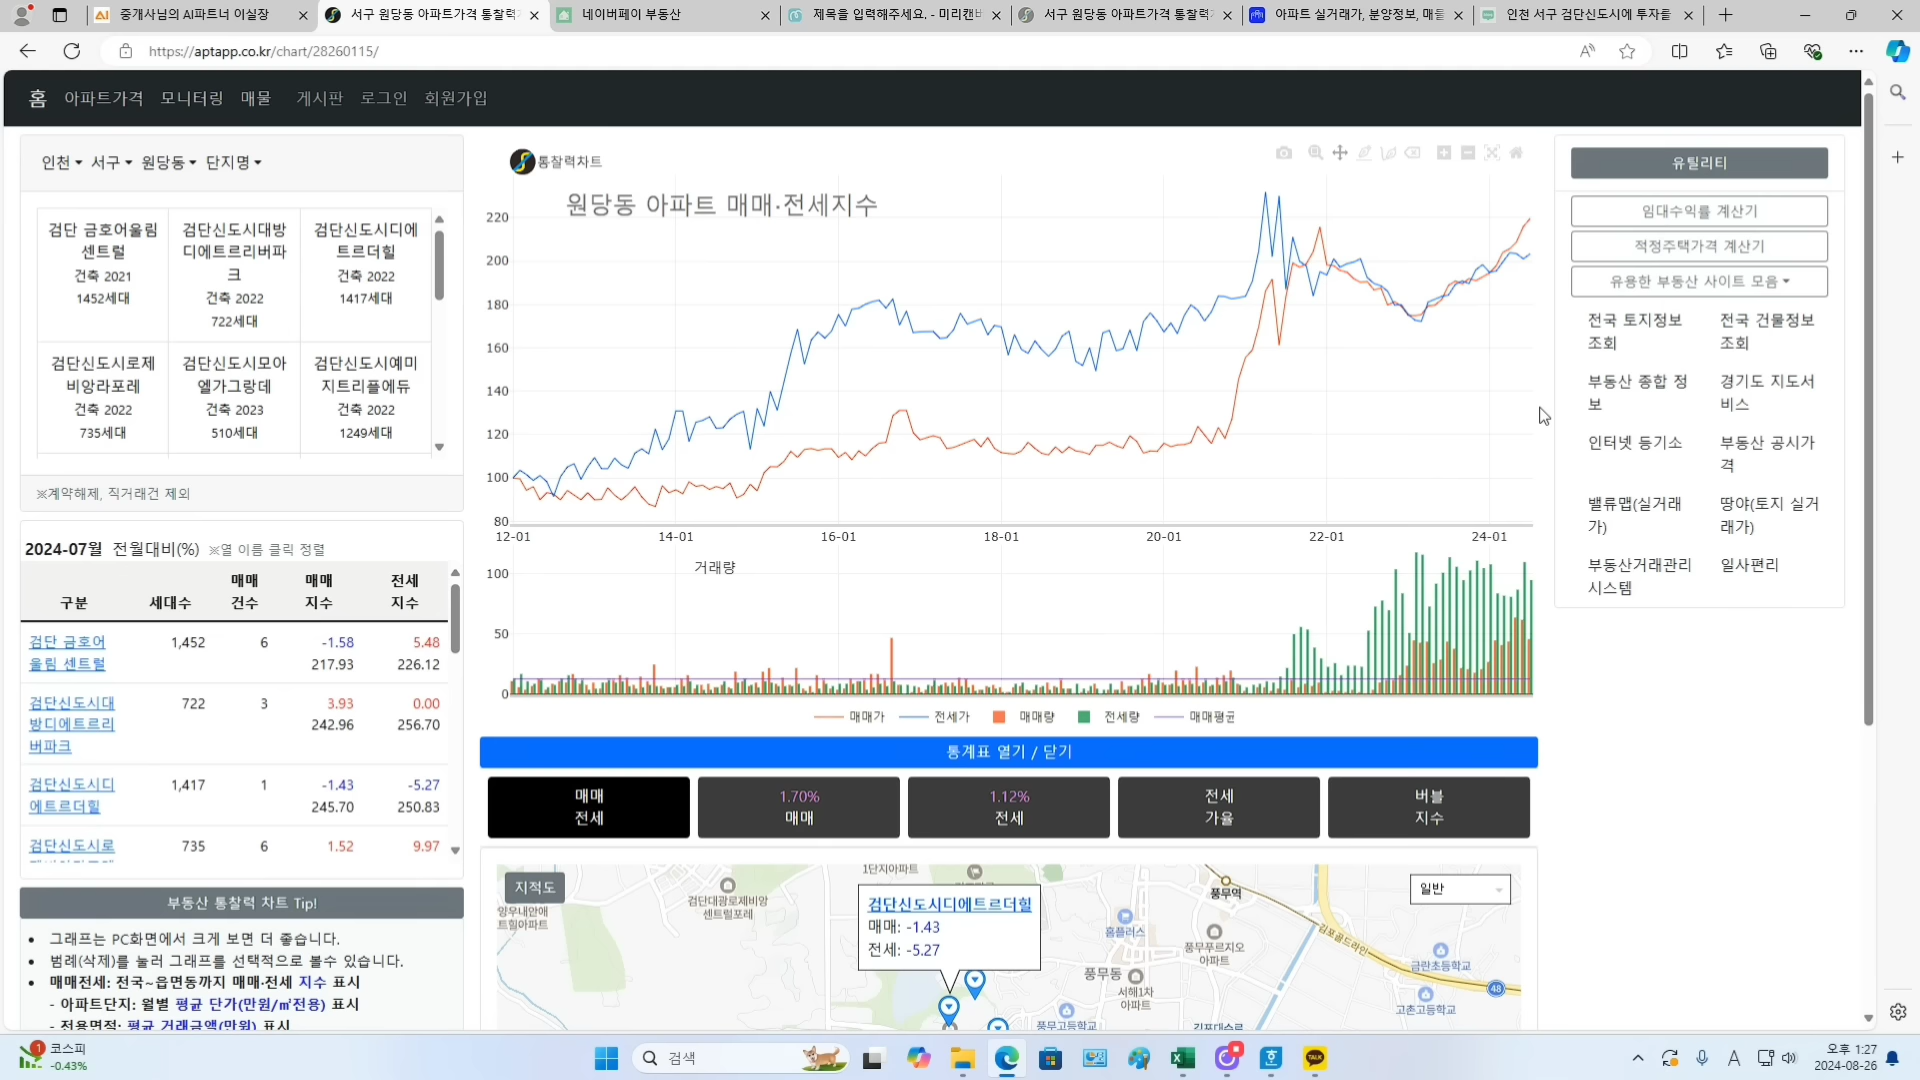 중개사님의 AI파트너 이실장
서구 원당동 아파트가격 통찰력
네이버페이 부동산
제목을 입력해주세요. - 미리캔버
서구 원당동 아파트가격 통찰력
아파트 실거래가, 분양정보, 매물
인천 서구 검단신도시에 투자를
https://aptapp.co.kr/chart/28260115/
홈 아파트가격 모니터링 매물 게시판 로그인 회원가입
인천 서구 원당동 단지명
검단 금호어울림
센트럴
건축 2021
1452세대
검단신도시대방
디에트르리버파
크
건축 2022
722세대
검단신도시디에
트르더힐
건축 2022
1417세대
검단신도시로제
비앙라포레
건축 2022
735세대
검단신도시모아
엘가그랑데
건축 2023
510세대
검단신도시예미
지트리플에듀
건축 2022
1249세대
※계약해제, 직거래건 제외
2024-07월 전월대비(%) ※열 이름 클릭 정렬
구분 세대수 매매 건수 매매 지수 전세 지수
검단 금호어 1,452 6 -1.58 5.48
울림 센트럴 217.93 226.12
검단신도시대 722 3 3.93 0.00
방디에트르리 242.96 256.70
버파크
검단신도시디 1,417 1 -1.43 -5.27
에트르더힐 245.70 250.83
검단신도시로 735 6 1.52 9.97
부동산 통찰력 차트 Tip!
그래프는 PC화면에서 크게 보면 더 좋습니다.
범례(삭제)를 눌러 그래프를 선택적으로 볼수 있습니다.
매매전세: 전국~읍면동까지 매매·전세 지수 표시
- 아파트단지: 월별 평균 단가(만원/㎡전용) 표시
- 전용면적: 평균 거래금액(만원) 표시
통찰력차트
원당동 아파트 매매·전세지수
220
200
180
160
140
120
100
80
12-01 14-01 16-01 18-01 20-01 22-01 24-01
거래량
100
50
0
매매가 전세가 매매량 전세량 매매평균
통계표 열기 / 닫기
매매
전세
1.70%
매매
1.12%
전세
전세
가율
버블
지수
지적도
일반
1단지아파트
검단대광로제비앙
센트럴포레
양우내안애
트힐아파트
검단신도시디에트르더힐
매매: -1.43
전세: -5.27
풍무역
홈플러스
풍무푸르지오
아파트
풍무동
서해1차
아파트
풍무고등학교
김포대수로
김포골드라인
금란초등학교
48
고촌고등학교
유틸리티
임대수익률 계산기
적정주택가격 계산기
유용한 부동산 사이트 모음
전국 토지정보
조회
전국 건물정보
조회
부동산 종합 정
보
경기도 지도서
비스
인터넷 등기소
부동산 공시가
격
밸류맵(실거래
가)
땅야(토지 실거
래가)
부동산거래관리
시스템
일사편리
1
코스피
-0.43%
검색
TALK
A
오후 1:27
2024-08-26